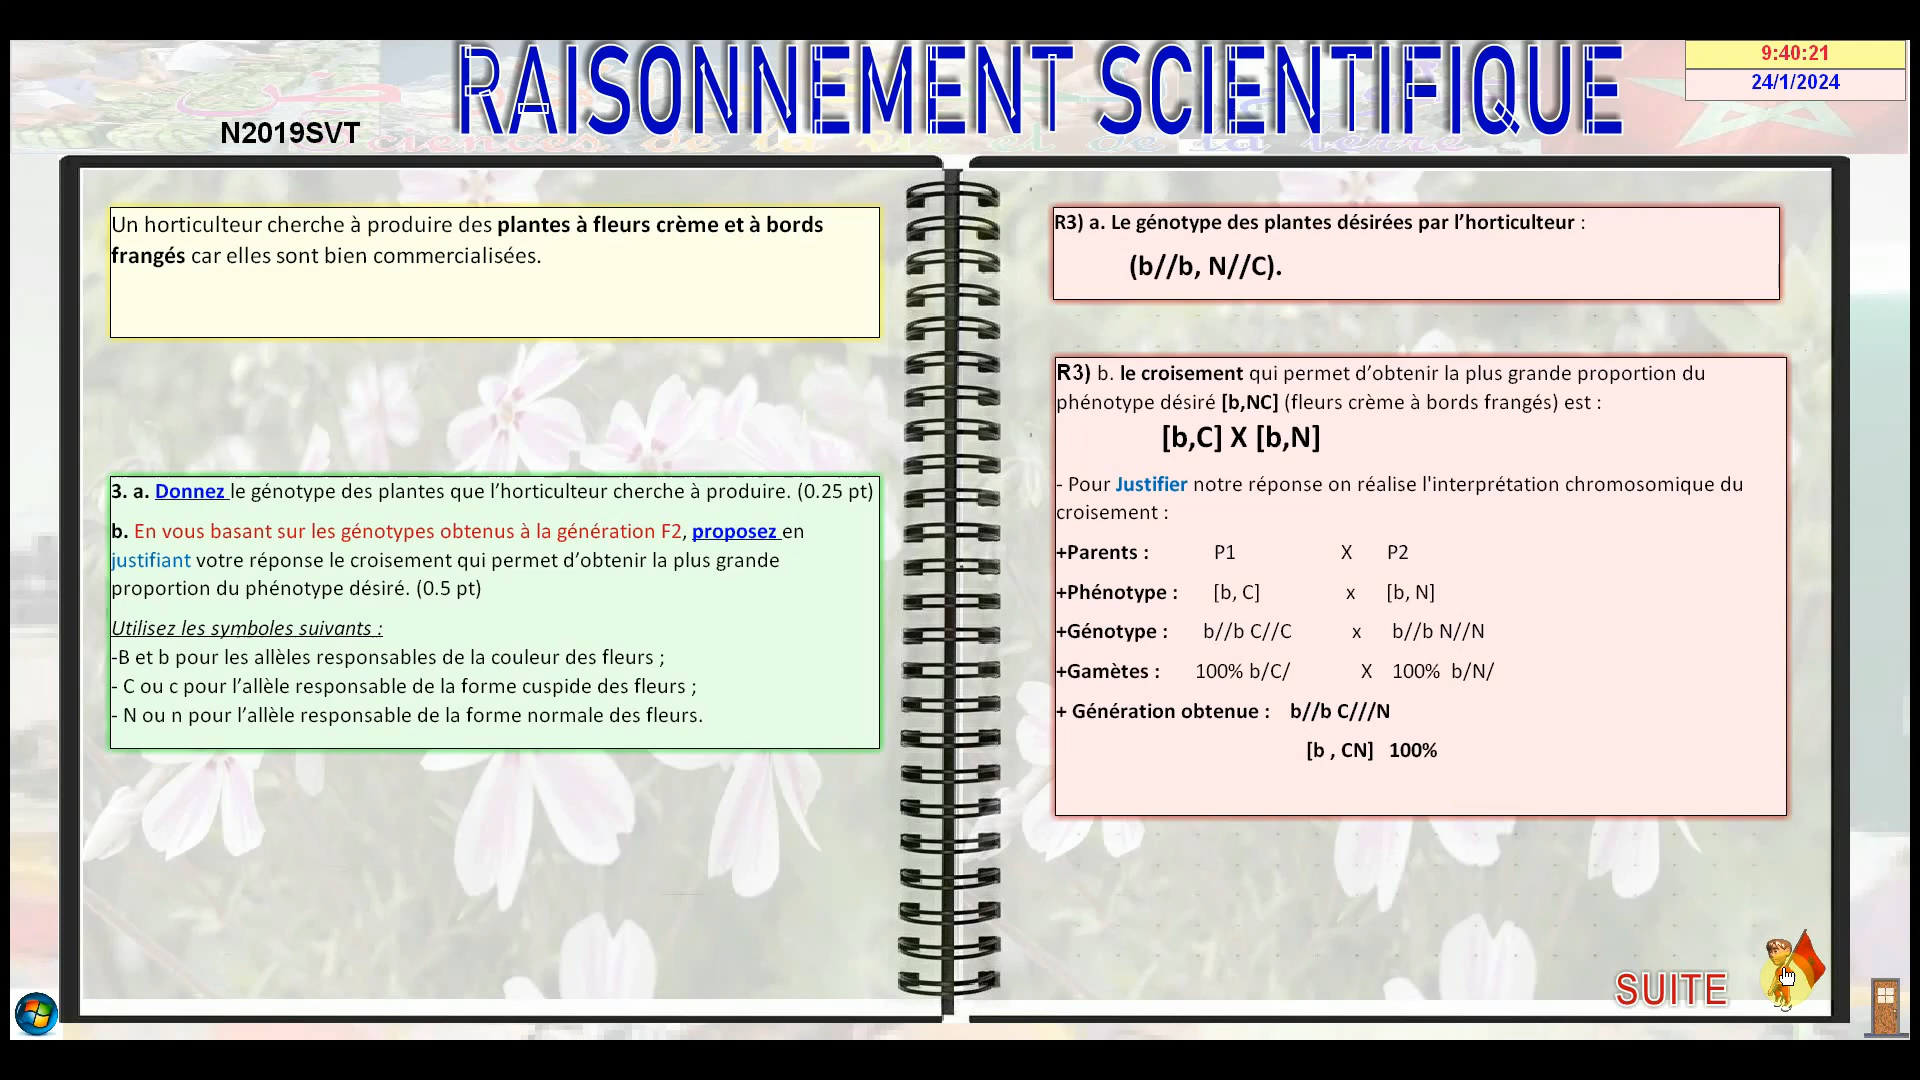 RAISONNEMENT SCIENTIFIQUE
9:40:21
24/1/2024
N2019SVT
Sciences de la vie et de la terre
Un horticulteur cherche à produire des plantes à fleurs crème et à bords
frangés car elles sont bien commercialisées.
3. a. Donnez le génotype des plantes que l’horticulteur cherche à produire. (0.25 pt)
b. En vous basant sur les génotypes obtenus à la génération F2, proposez en
justifiant votre réponse le croisement qui permet d’obtenir la plus grande
proportion du phénotype désiré. (0.5 pt)
Utilisez les symboles suivants :
-B et b pour les allèles responsables de la couleur des fleurs ;
- C ou c pour l’allèle responsable de la forme cuspide des fleurs ;
- N ou n pour l’allèle responsable de la forme normale des fleurs.
R3) a. Le génotype des plantes désirées par l’horticulteur :
(b//b, N//C).
R3) b. le croisement qui permet d’obtenir la plus grande proportion du
phénotype désiré [b,NC] (fleurs crème à bords frangés) est :
[b,C] X [b,N]
- Pour Justifier notre réponse on réalise l'interprétation chromosomique du
croisement :
+Parents : P1 X P2
+Phénotype : [b, C] x [b, N]
+Génotype : b//b C//C x b//b N//N
+Gamètes : 100% b/C/ X 100% b/N/
+ Génération obtenue : b//b C///N
[b , CN] 100%
SUITE